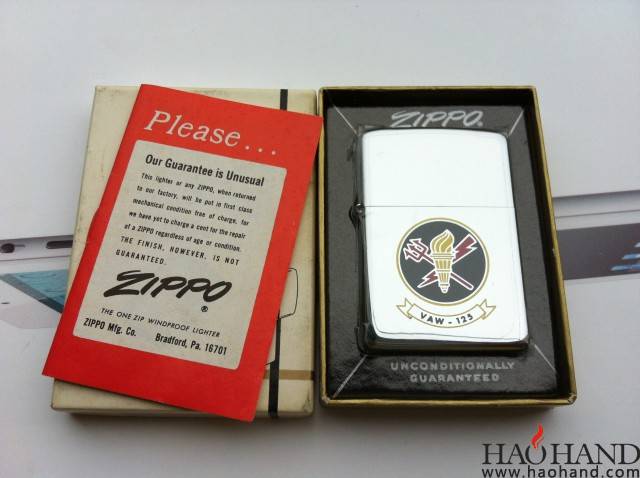 Please...
Our Guarantee is Unusual
This lighter or any ZIPPO, when returned
to our factory, will be put in first class
mechanical condition free of charge, for
we have yet to charge a cent for the repair
of a ZIPPO regardless of age or condition.
THE FINISH, HOWEVER, IS NOT
GUARANTEED.
ZIPPO®
THE ONE-ZIP WINDPROOF LIGHTER
ZIPPO Mfg. Co. Bradford, Pa. 16701
ZIPPO®
VAW-125
UNCONDITIONALLY
GUARANTEED
HAOHAND
www.haohand.com